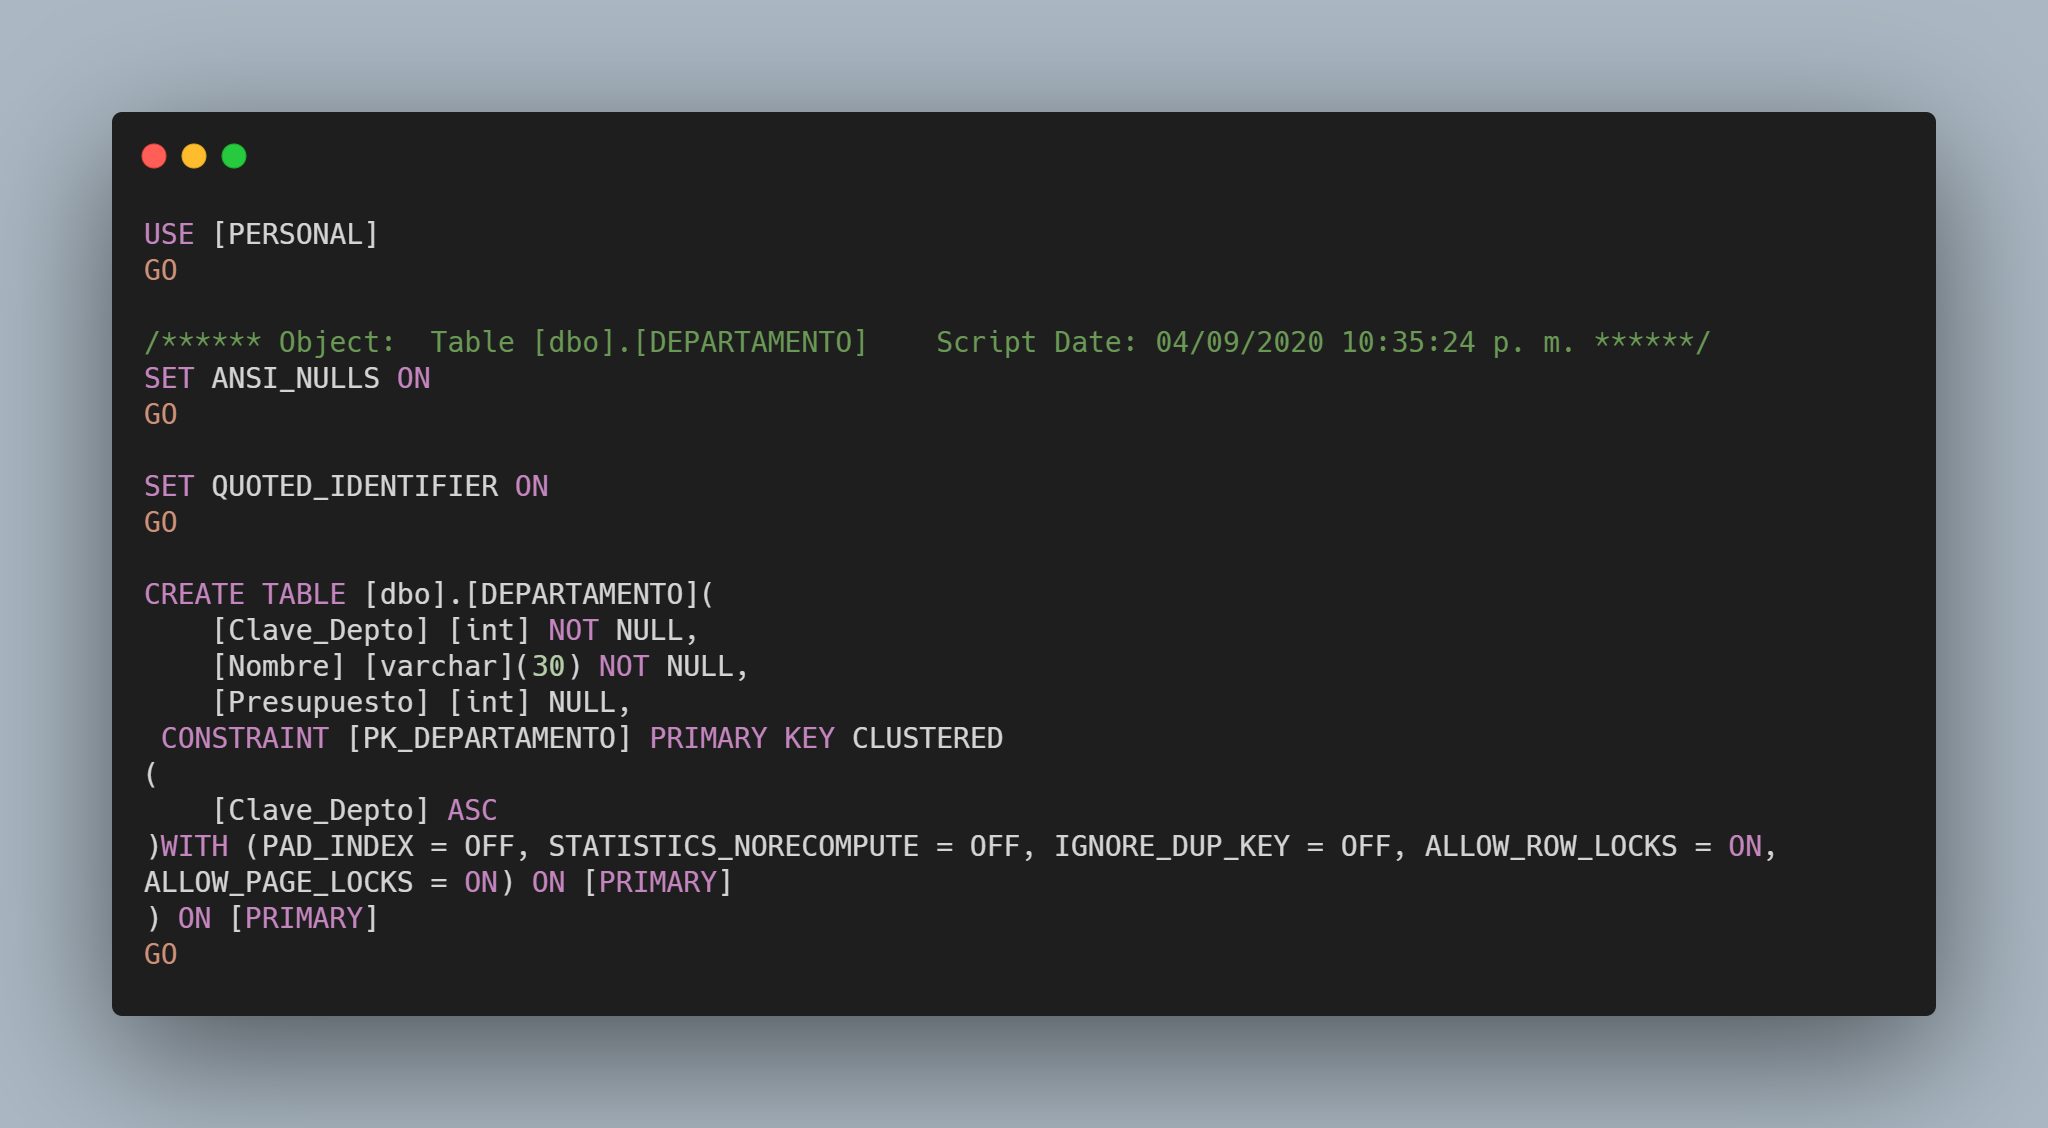 USE [PERSONAL]
GO
/****** Object:  Table [dbo].[DEPARTAMENTO]    Script Date: 04/09/2020 10:35:24 p. m. ******/
SET ANSI_NULLS ON
GO
SET QUOTED_IDENTIFIER ON
GO
CREATE TABLE [dbo].[DEPARTAMENTO](
    [Clave_Depto] [int] NOT NULL,
    [Nombre] [varchar](30) NOT NULL,
    [Presupuesto] [int] NULL,
 CONSTRAINT [PK_DEPARTAMENTO] PRIMARY KEY CLUSTERED
(
    [Clave_Depto] ASC
)WITH (PAD_INDEX = OFF, STATISTICS_NORECOMPUTE = OFF, IGNORE_DUP_KEY = OFF, ALLOW_ROW_LOCKS = ON,
ALLOW_PAGE_LOCKS = ON) ON [PRIMARY]
) ON [PRIMARY]
GO